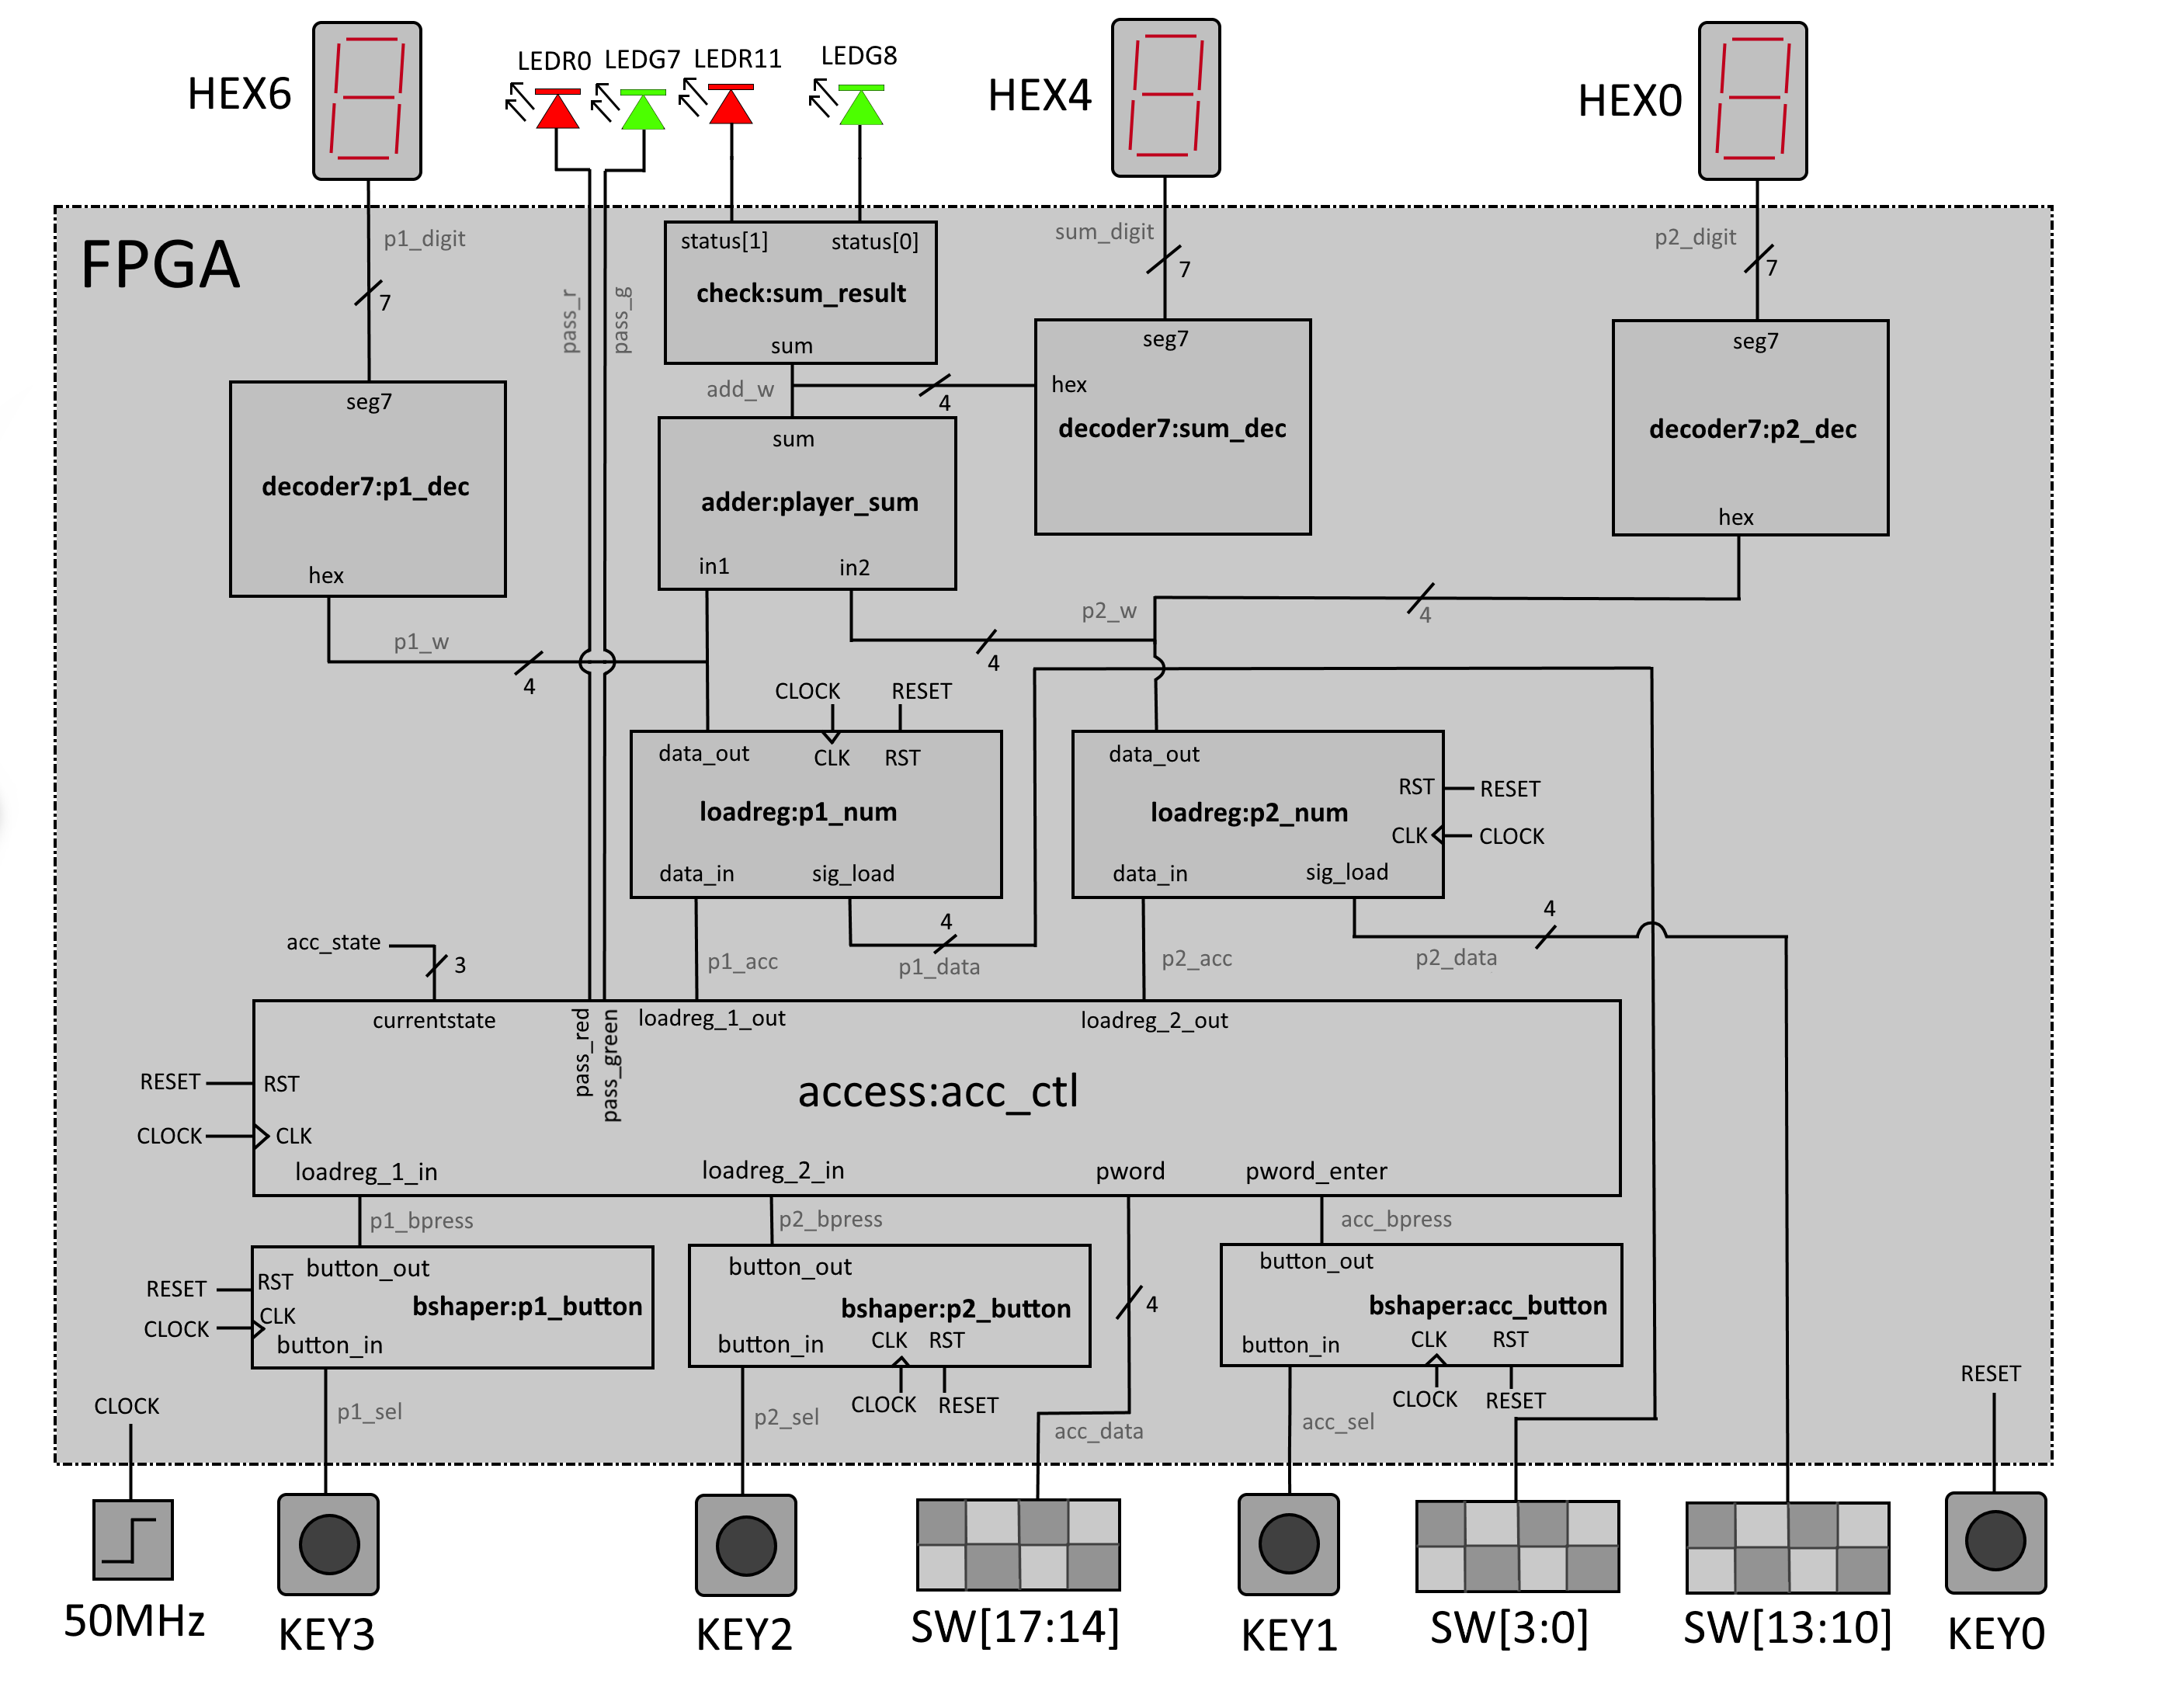 HEX6
LEDR0
LEDG7
LEDR11
LEDG8
HEX4
HEX0
FPGA
p1_digit
7
pass_r
pass_g
status[1]
status[0]
check:sum_result
sum
sum_digit
7
p2_digit
7
seg7
decoder7:p1_dec
hex
add_w
4
sum
adder:player_sum
in1
in2
seg7
hex
decoder7:sum_dec
seg7
decoder7:p2_dec
hex
p1_w
4
p2_w
4
4
CLOCK
RESET
data_out
CLK
RST
loadreg:p1_num
data_in
sig_load
data_out
RST
RESET
loadreg:p2_num
CLK
CLOCK
data_in
sig_load
acc_state
3
p1_acc
4
p1_data
p2_acc
4
p2_data
currentstate
pass_red
pass_green
loadreg_1_out
loadreg_2_out
RESET
RST
access:acc_ctl
CLOCK
CLK
loadreg_1_in
loadreg_2_in
pword
pword_enter
p1_bpress
p2_bpress
acc_bpress
button_out
RESET
RST
bshaper:p1_button
CLOCK
CLK
button_in
button_out
bshaper:p2_button
button_in
CLK
RST
CLOCK
RESET
4
button_out
bshaper:acc_button
button_in
CLK
RST
CLOCK
RESET
CLOCK
p1_sel
p2_sel
acc_data
acc_sel
RESET
50MHz
KEY3
KEY2
SW[17:14]
KEY1
SW[3:0]
SW[13:10]
KEY0